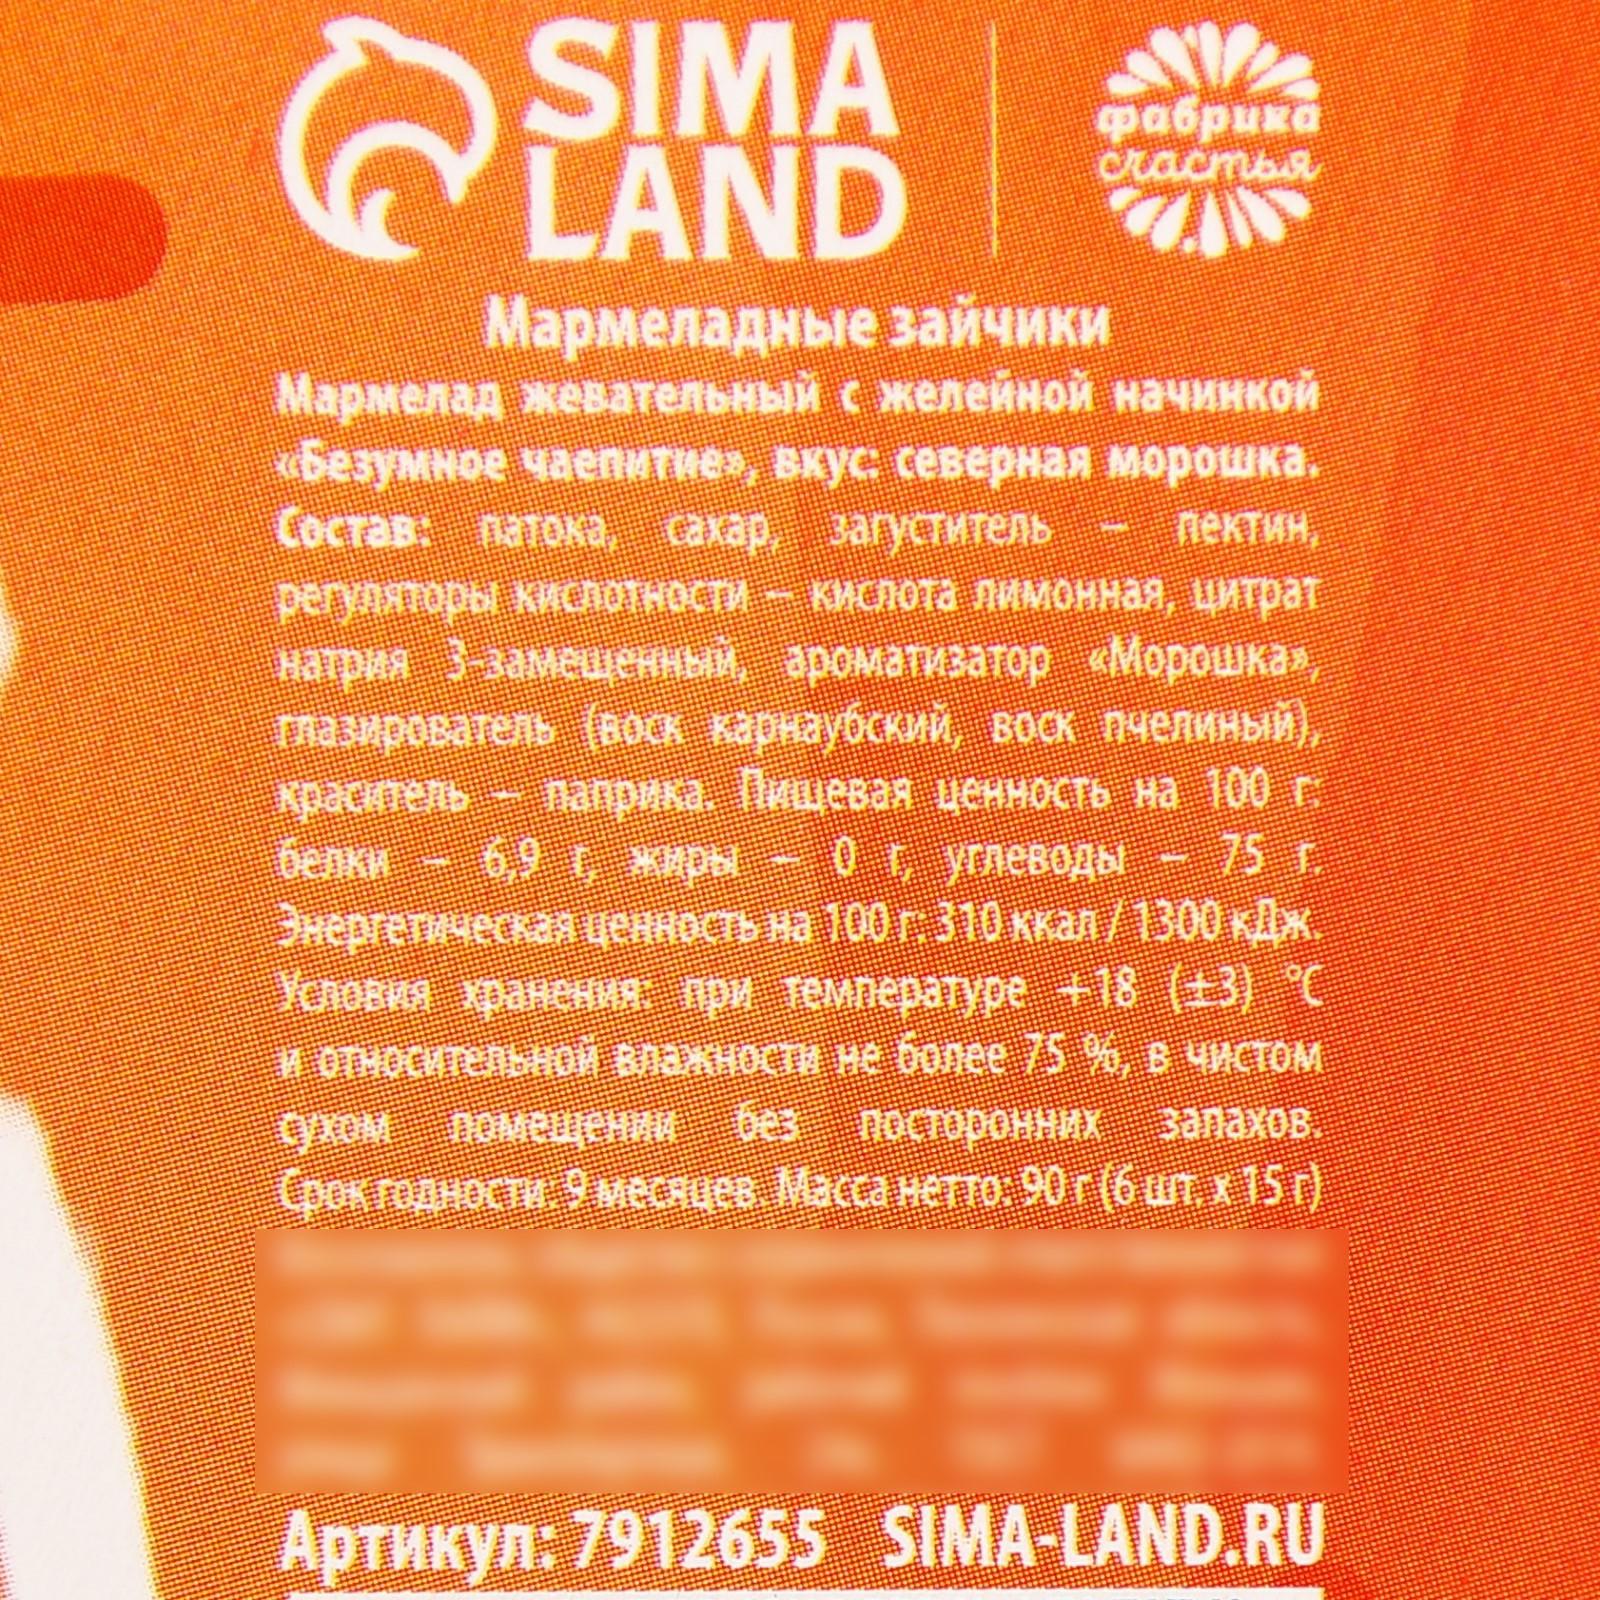 SIMA
LAND
фабрика
счастья
Мармеладные зайчики
Мармелад жевательный с желейной начинкой
«Безумное чаепитие», вкус: северная морошка.
Состав: патока, сахар, загуститель – пектин,
регуляторы кислотности – кислота лимонная, цитрат
натрия 3-замещенный, ароматизатор «Морошка»,
глазирователь (воск карнаубский, воск пчелиный),
краситель – паприка. Пищевая ценность на 100 г:
белки – 6,9 г, жиры – 0 г, углеводы – 75 г.
Энергетическая ценность на 100 г: 310 ккал / 1300 кДж.
Условия хранения: при температуре +18 (±3) °C
и относительной влажности не более 75 %, в чистом
сухом помещении без посторонних запахов.
Срок годности: 9 месяцев. Масса нетто: 90 г (6 шт. х 15 г)
Артикул: 7912655 SIMA-LAND.RU